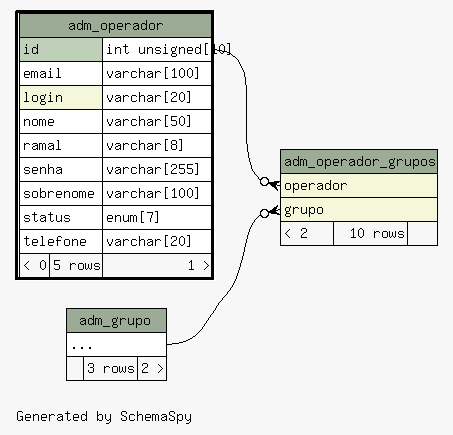 adm_operador
id int unsigned[10]
email varchar[100]
login varchar[20]
nome varchar[50]
ramal varchar[8]
senha varchar[255]
sobrenome varchar[100]
status enum[7]
telefone varchar[20]
< 0 5 rows 1 >
adm_operador_grupos
operador
grupo
< 2 10 rows
adm_grupo
...
3 rows 2 >
Generated by SchemaSpy